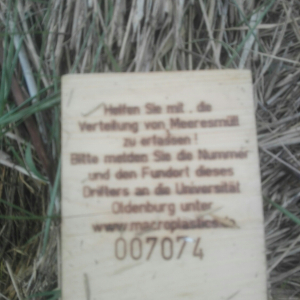 Helfen Sie mit , die
Verteilung von Meeresmüll
zu erfassen !
Bitte melden Sie die Nummer
und den Fundort dieses
Drifters an die Universität
Oldenburg unter
www.macroplastics.de
007074